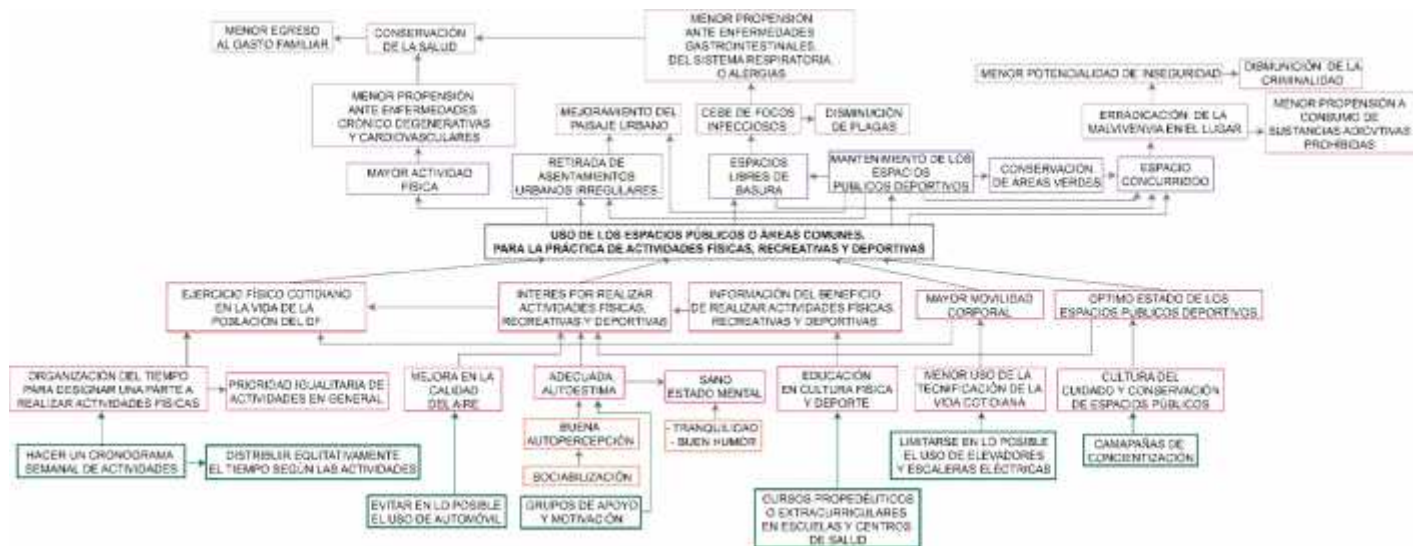 MENOR EGRESO
AL GASTO FAMILIAR
CONSERVACIÓN
DE LA SALUD
MENOR PROPENSIÓN
ANTE ENFERMEDADES
GASTROINTESTINALES,
DEL SISTEMA RESPIRATORIA,
O ALERGIAS
MENOR POTENCIALIDAD DE INSEGURIDAD
DISMUNICIÓN DE LA
CRIMINALIDAD
MENOR PROPENSIÓN
ANTE ENFERMEDADES
CRÓNICO DEGENERATIVAS
Y CARDIOVASCULARES
MEJORAMIENTO DEL
PAISAJE URBANO
CEBE DE FOCOS
INFECCIOSOS
DISMINUCIÓN
DE PLAGAS
ERRADICACIÓN DE LA
MALVIVENVIA EN EL LUGAR
MENOR PROPENSIÓN A
CONSUMO DE
SUSTANCIAS ADICVTIVAS
PROHIBIDAS
MAYOR ACTIVIDAD
FÍSICA
RETIRADA DE
ASENTAMIENTOS
URBANOS IRREGULARES
ESPACIOS
LIBRES DE
BASURA
MANTENIMIENTO DE LOS
ESPACIOS
PÚBLICOS DEPORTIVOS
CONSERVACIÓN
DE ÁREAS VERDES
ESPACIO
CONCURRIDO
USO DE LOS ESPACIOS PÚBLICOS O ÁREAS COMUNES,
PARA LA PRÁCTICA DE ACTIVIDADES FÍSICAS, RECREATIVAS Y DEPORTIVAS
EJERCICIO FÍSICO COTIDIANO
EN LA VIDA DE LA
POBLACIÓN DEL DF
INTERES POR REALIZAR
ACTIVIDADES FÍSICAS,
RECREATIVAS Y DEPORTIVAS
INFORMACIÓN DEL BENEFICIO
DE REALIZAR ACTIVIDADES FÍSICAS,
RECREATIVAS Y DEPORTIVAS
MAYOR MOVILIDAD
CORPORAL
OPTIMO ESTADO DE LOS
ESPACIOS PUBLICOS DEPORTIVOS
ORGANIZACIÓN DEL TIEMPO
PARA DESIGNAR UNA PARTE A
REALIZAR ACTIVIDADES FÍSICAS
PRIORIDAD IGUALITARIA DE
ACTIVIDADES EN GENERAL
MEJORA EN LA
CALIDAD
DEL AIRE
ADECUADA
AUTOESTIMA
SANO
ESTADO MENTAL
EDUCACIÓN
EN CULTURA FÍSICA
Y DEPORTE
MENOR USO DE LA
TECNIFICACIÓN DE LA
VIDA COTIDIANA
CULTURA DEL
CUIDADO Y CONSERVACIÓN
DE ESPACIOS PÚBLICOS
BUENA
AUTOPERCEPCIÓN
- TRANQUILIDAD
- BUEN HUMOR
HACER UN CRONOGRAMA
SEMANAL DE ACTIVIDADES
DISTRIBUIR EQUITATIVAMENTE
EL TIEMPO SEGÚN LAS ACTIVIDADES
SOCIABILIZACIÓN
LIMITARSE EN LO POSIBLE
EL USO DE ELEVADORES
Y ESCALERAS ELÉCTRICAS
CAMAPAÑAS DE
CONCIENTIZACIÓN
EVITAR EN LO POSIBLE
EL USO DE AUTOMÓVIL
GRUPOS DE APOYO
Y MOTIVACIÓN
CURSOS PROPEDÉUTICOS
O EXTRACURRICULARES
EN ESCUELAS Y CENTROS
DE SALUD